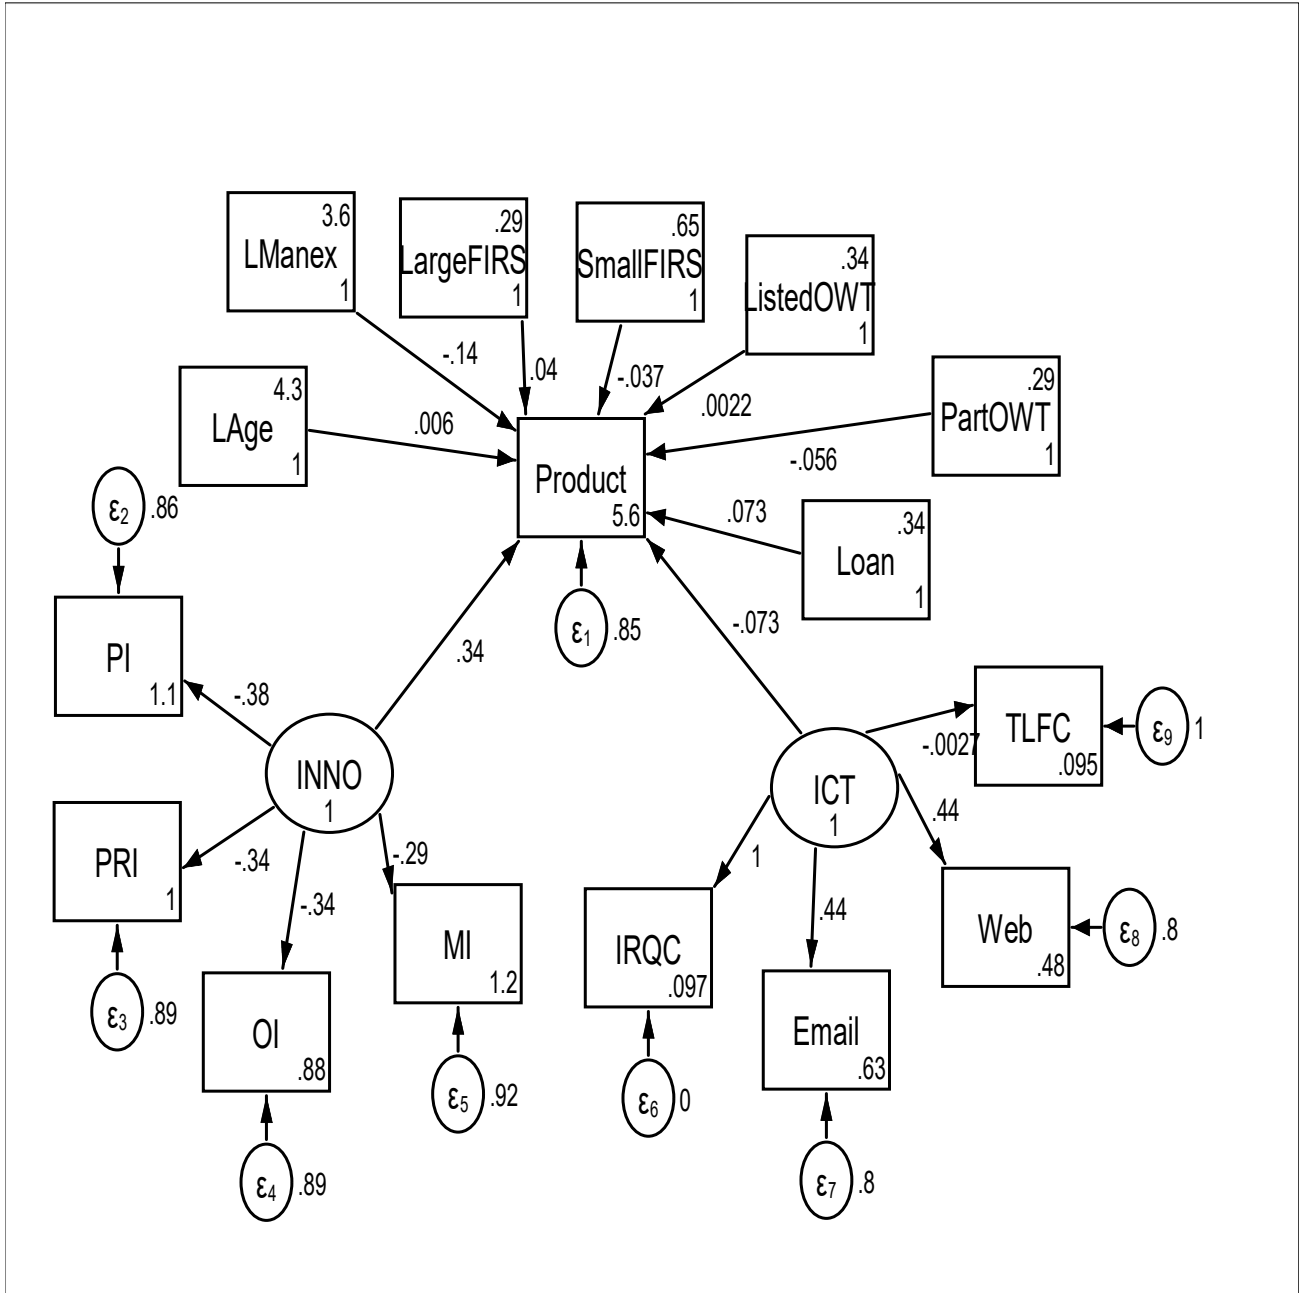 3.6
LManex
1
.29
LargeFIRS
1
.65
SmallFIRS
1
.34
ListedOWT
1
-.14
.04
-.037
.0022
4.3
LAge
1
.006
.29
PartOWT
1
-.056
Product
5.6
.073
.34
Loan
1
ε2
.86
ε1
.85
-.073
.34
PI
1.1
-.38
INNO
1
ICT
1
-.0027
TLFC
.095
ε9
1
PRI
1
-.34
-.34
-.29
1
.44
.44
MI
1.2
IRQC
.097
Web
.48
ε8
.8
ε3
.89
OI
.88
Email
.63
ε5
.92
ε6
0
ε4
.89
ε7
.8